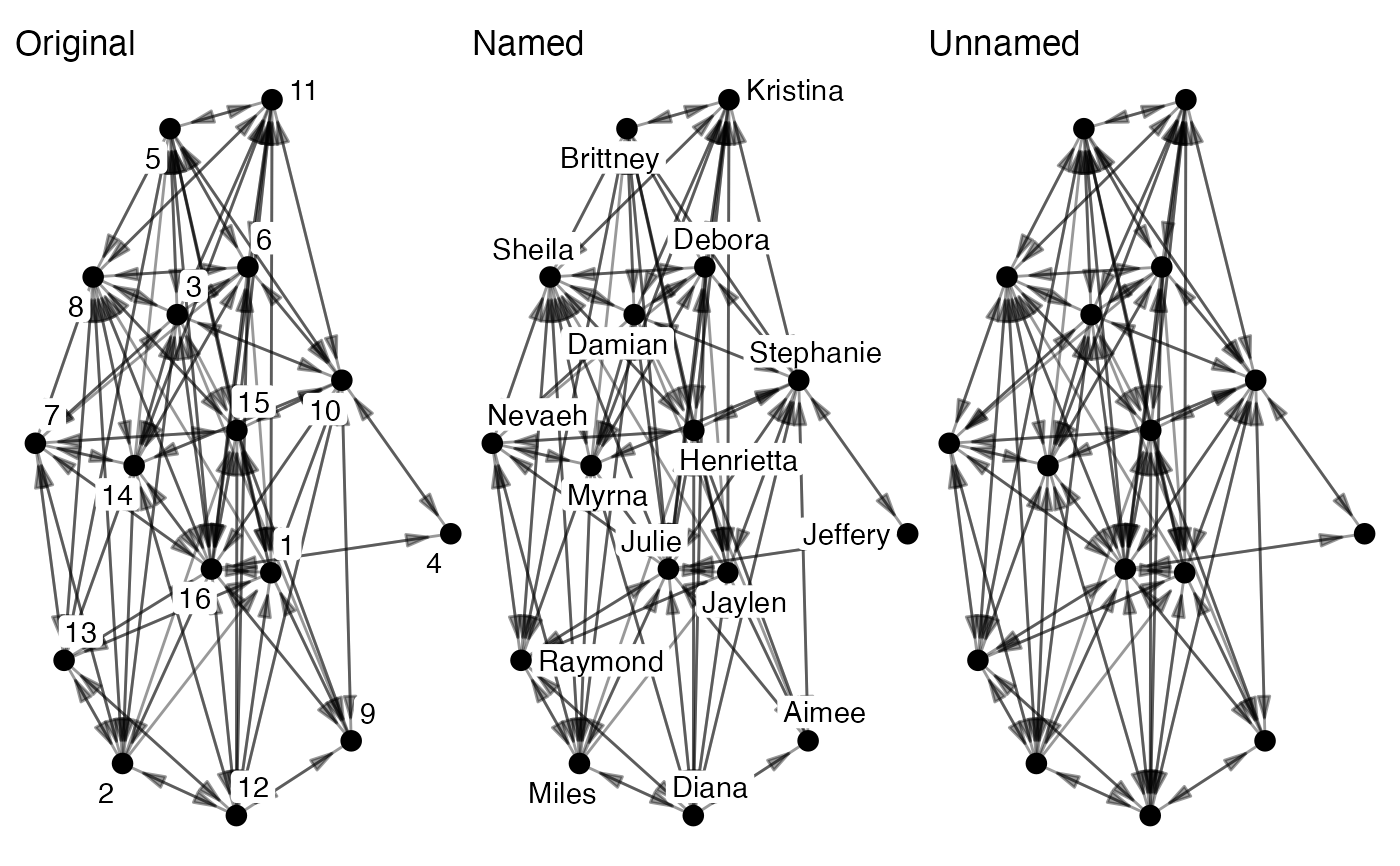 Original
Named
Unnamed
11
5
6
3
8
7
15
10
14
1
4
16
13
9
2
12
Kristina
Brittney
Sheila
Debora
Damian
Stephanie
Nevaeh
Henrietta
Myrna
Julie
Jeffery
Jaylen
Raymond
Aimee
Miles
Diana